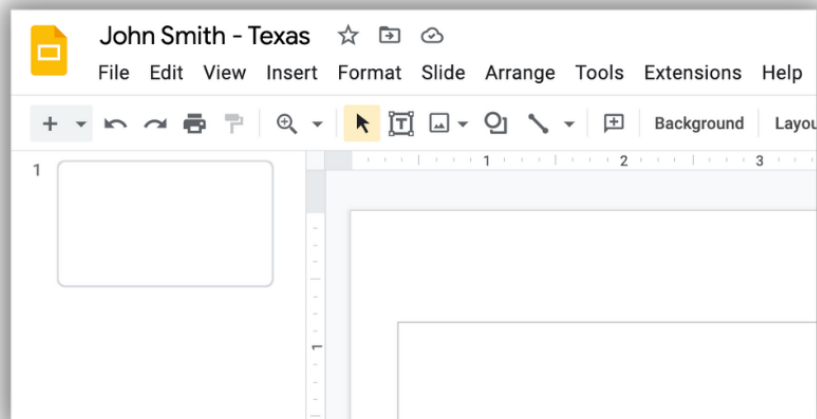 John Smith - Texas
File Edit View Insert Format Slide Arrange Tools Extensions Help
Background
1 2 3
1
1